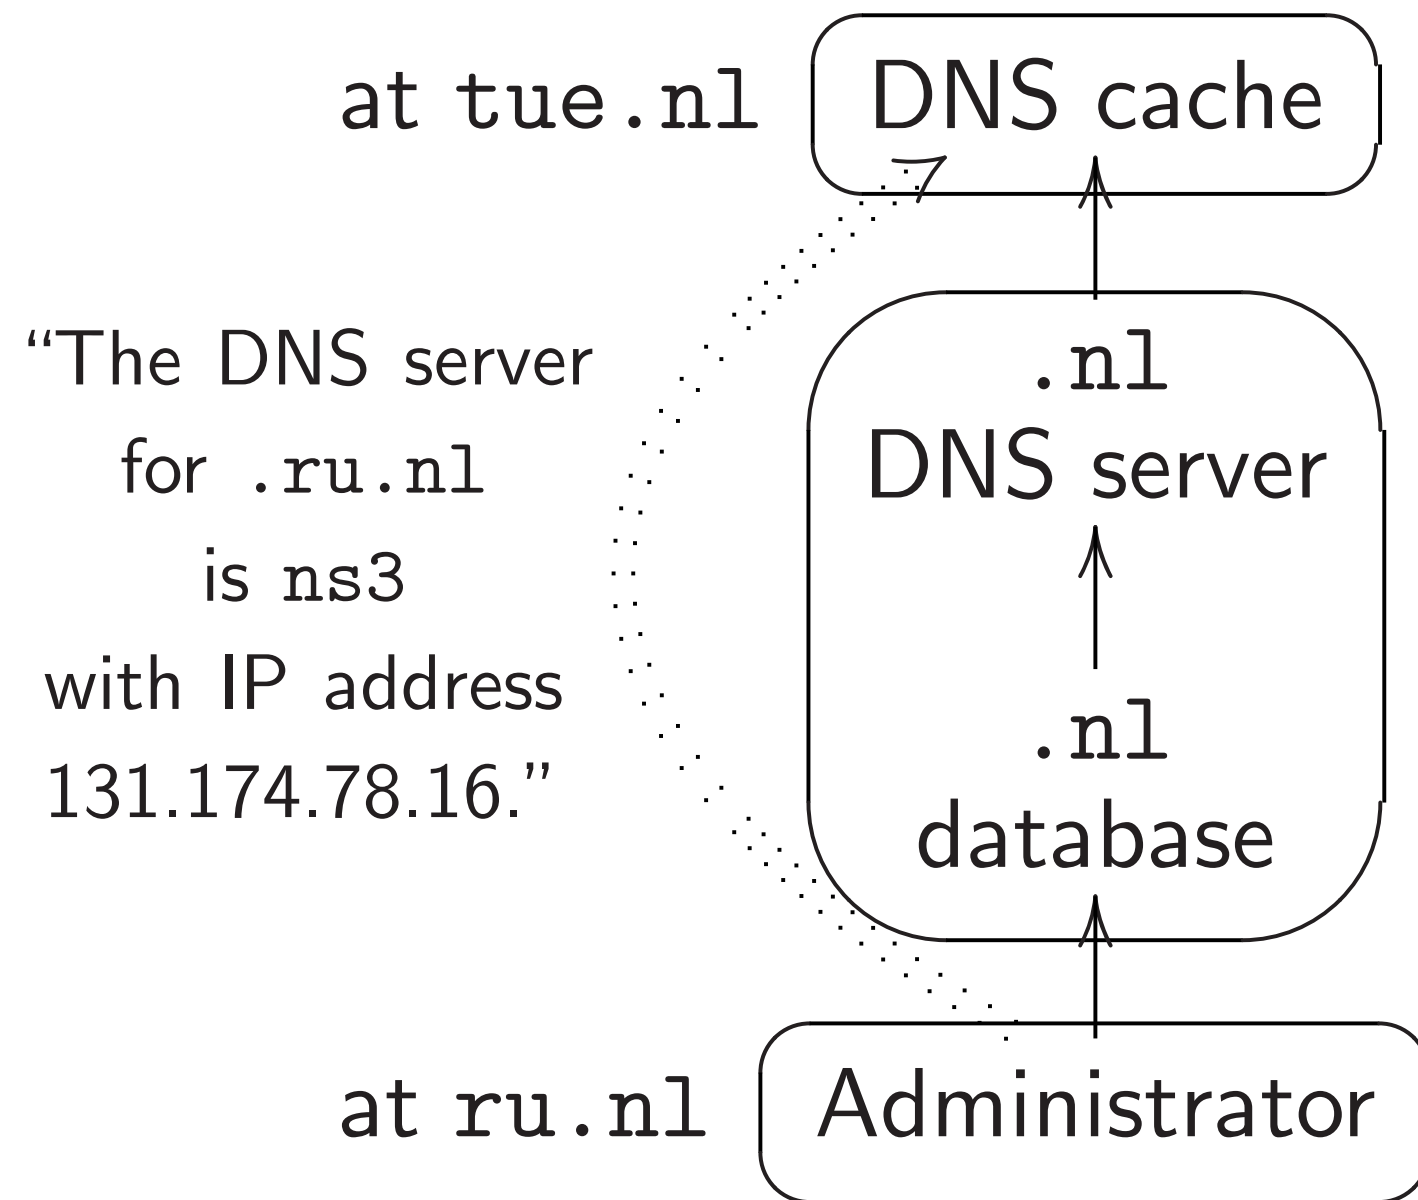 at tue.nl DNS cache
“The DNS server
for .ru.nl
is ns3
with IP address
131.174.78.16.”
.nl
DNS server
.nl
database
at ru.nl Administrator